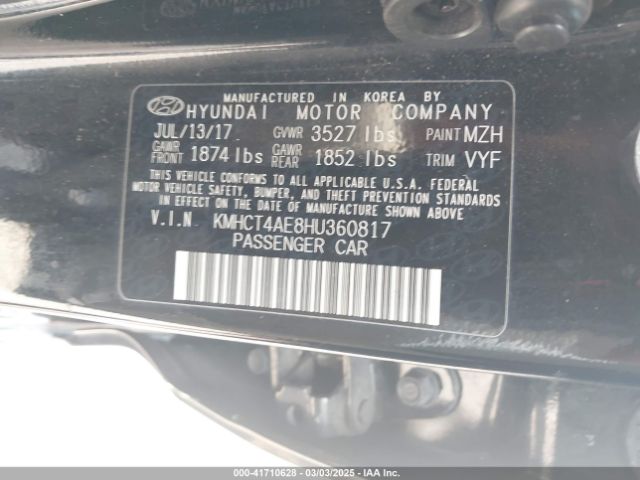 MANUFACTURED IN KOREA BY
HYUNDAI MOTOR COMPANY
JUL/13/17 GVWR 3527 lbs PAINT MZH
GAWR FRONT 1874 lbs GAWR REAR 1852 lbs TRIM VYF
THIS VEHICLE CONFORMS TO ALL APPLICABLE U.S.A. FEDERAL
MOTOR VEHICLE SAFETY, BUMPER, AND THEFT PREVENTION STANDARDS
IN EFFECT ON THE DATE OF MANUFACTURE SHOWN ABOVE.
V.I.N KMHCT4AE8HU360817
PASSENGER CAR
© IAA-US 41710628 - 03/03/2025 - IAAI.COM